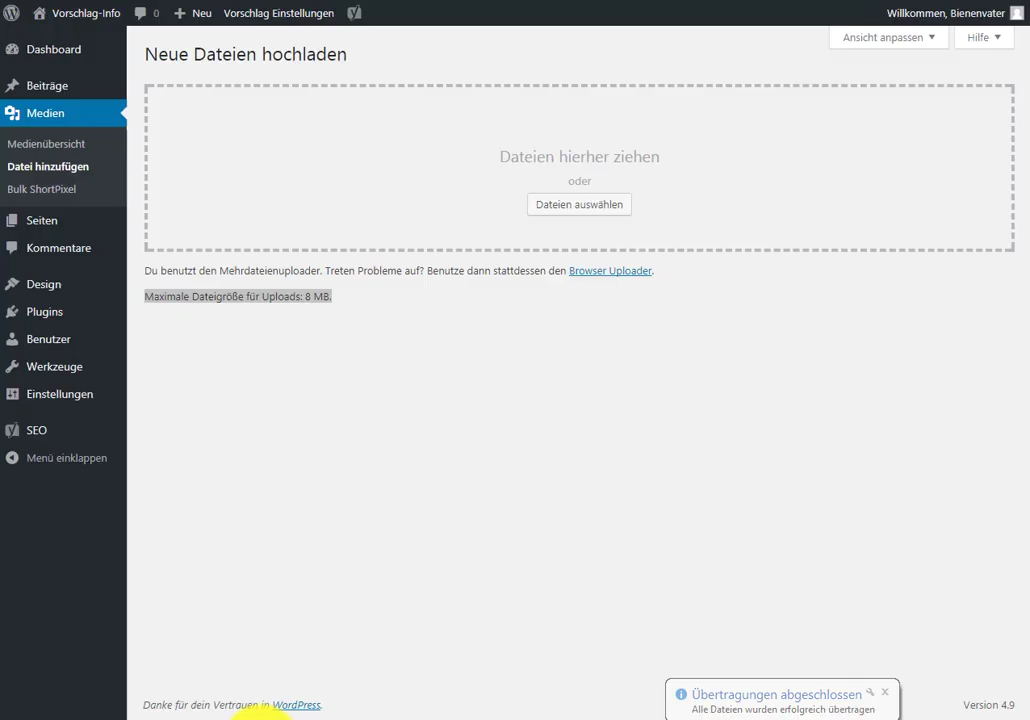 Vorschlag-Info 0 Neu Vorschlag Einstellungen Willkommen, Bienenvater
Ansicht anpassen ▼ Hilfe ▼
Dashboard
Beiträge
Medien
Medienübersicht
Datei hinzufügen
Bulk ShortPixel
Seiten
Kommentare
Design
Plugins
Benutzer
Werkzeuge
Einstellungen
SEO
Menü einklappen
Neue Dateien hochladen
Dateien hierher ziehen
oder
Dateien auswählen
Du benutzt den Mehrdateienuploader. Treten Probleme auf? Benutze dann stattdessen den Browser Uploader.
Maximale Dateigröße für Uploads: 8 MB.
Danke für dein Vertrauen in WordPress.
Übertragungen abgeschlossen
Alle Dateien wurden erfolgreich übertragen
Version 4.9